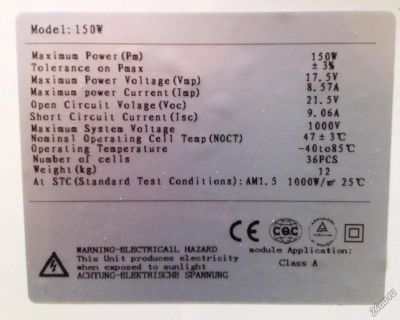 Model: 150W
Maximum Power(Pm) 150W
Tolerance on Pmax ± 3%
Maximum Power Voltage(Vmp) 17.5V
Maximum power Current(Imp) 8.57A
Open Circuit Voltage(Voc) 21.5V
Short Circuit Current(Isc) 9.06A
Maximum System Voltage 1000V
Nominal Operating Cell Temp(NOCT) 47±3℃
Operating Temperature -40to85℃
Number of cells 36PCS
Weight(kg) 12
At STC(Standard Test Conditions):AM1.5 1000W/㎡ 25℃
CE CQC
WARNING-ELECTRICAIL HAZARD
This Unit produces electricity
when exposed to sunlight
ACHTUNG-ELEKTRISCHE SPANNUNG
module Application:
Class A